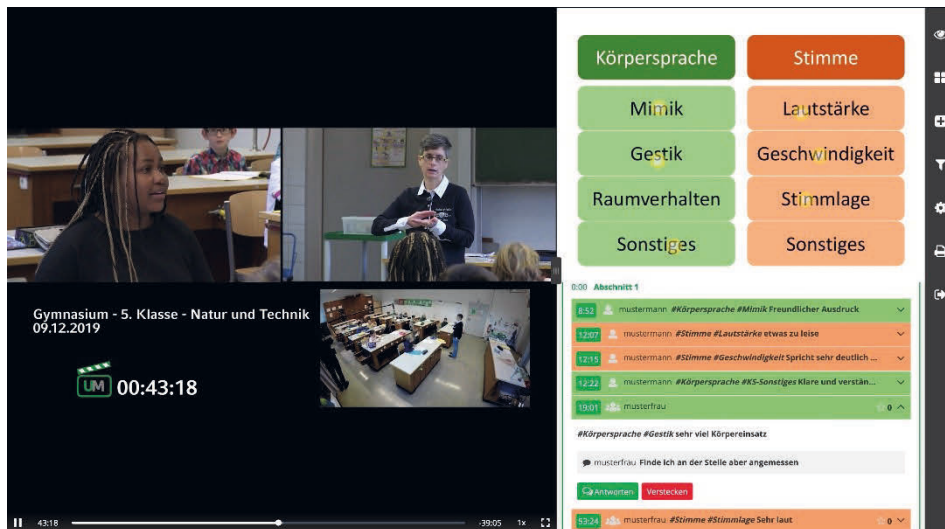 Gymnasium - 5. Klasse - Natur und Technik
09.12.2019
UM 00:43:18
43:18
-39:05 1x
Körpersprache Stimme
Mimik Lautstärke
Gestik Geschwindigkeit
Raumverhalten Stimmlage
Sonstiges Sonstiges
0:00 Abschnitt 1
8:52 mustermann #Körpersprache #Mimik Freundlicher Ausdruck
12:07 mustermann #Stimme #Lautstärke etwas zu leise
12:15 mustermann #Stimme #Geschwindigkeit Spricht sehr deutlich ...
12:22 mustermann #Körpersprache #KS-Sonstiges Klare und verstän...
19:01 musterfrau 0
#Körpersprache #Gestik sehr viel Körpereinsatz
musterfrau Finde ich an der Stelle aber angemessen
Antworten Verstecken
53:24 musterfrau #Stimme #Stimmlage Sehr laut 0